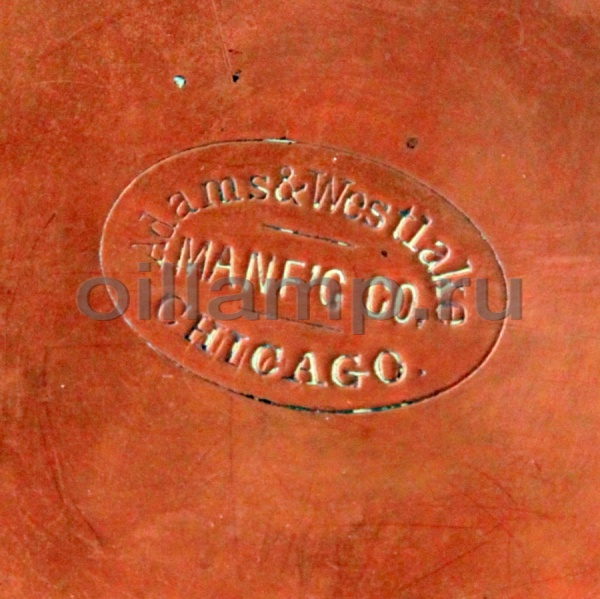 Adams & Westlake
MANF'G CO.
CHICAGO.
oillamp.ru